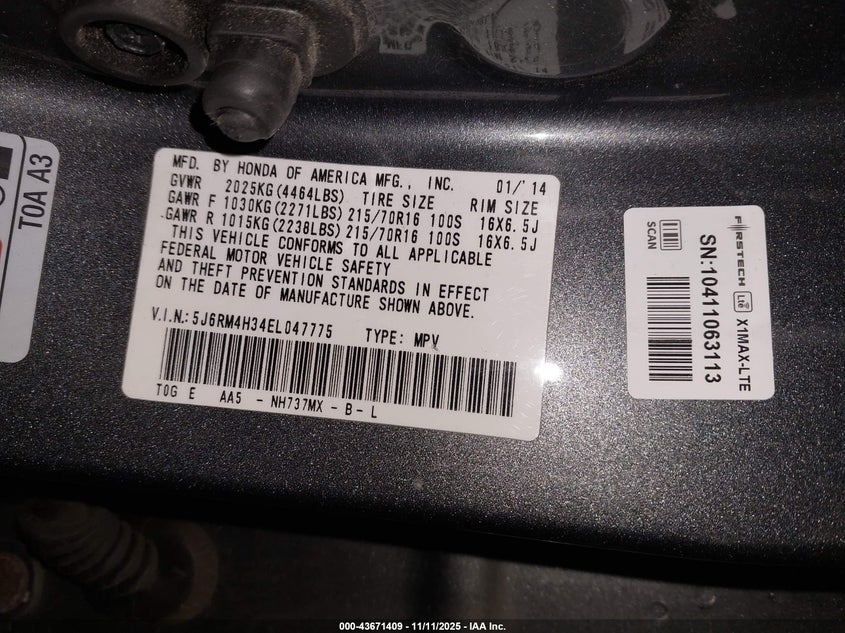 TOA A3
MFD. BY HONDA OF AMERICA MFG., INC. 01/'14
GVWR 2025KG(4464LBS) TIRE SIZE RIM SIZE
GAWR F 1030KG(2271LBS) 215/70R16 100S 16X6.5J
GAWR R 1015KG(2238LBS) 215/70R16 100S 16X6.5J
THIS VEHICLE CONFORMS TO ALL APPLICABLE
FEDERAL MOTOR VEHICLE SAFETY
AND THEFT PREVENTION STANDARDS IN EFFECT
ON THE DATE OF MANUFACTURE SHOWN ABOVE.
V.I.N.: 5J6RM4H34EL047775 TYPE: MPV
T0G E AA5 - NH737MX - B - L
FIRSTECH LTE X1MAX-LTE
SN:10411063113
SCAN
000-43671409 - 11/11/2025 - IAA Inc.